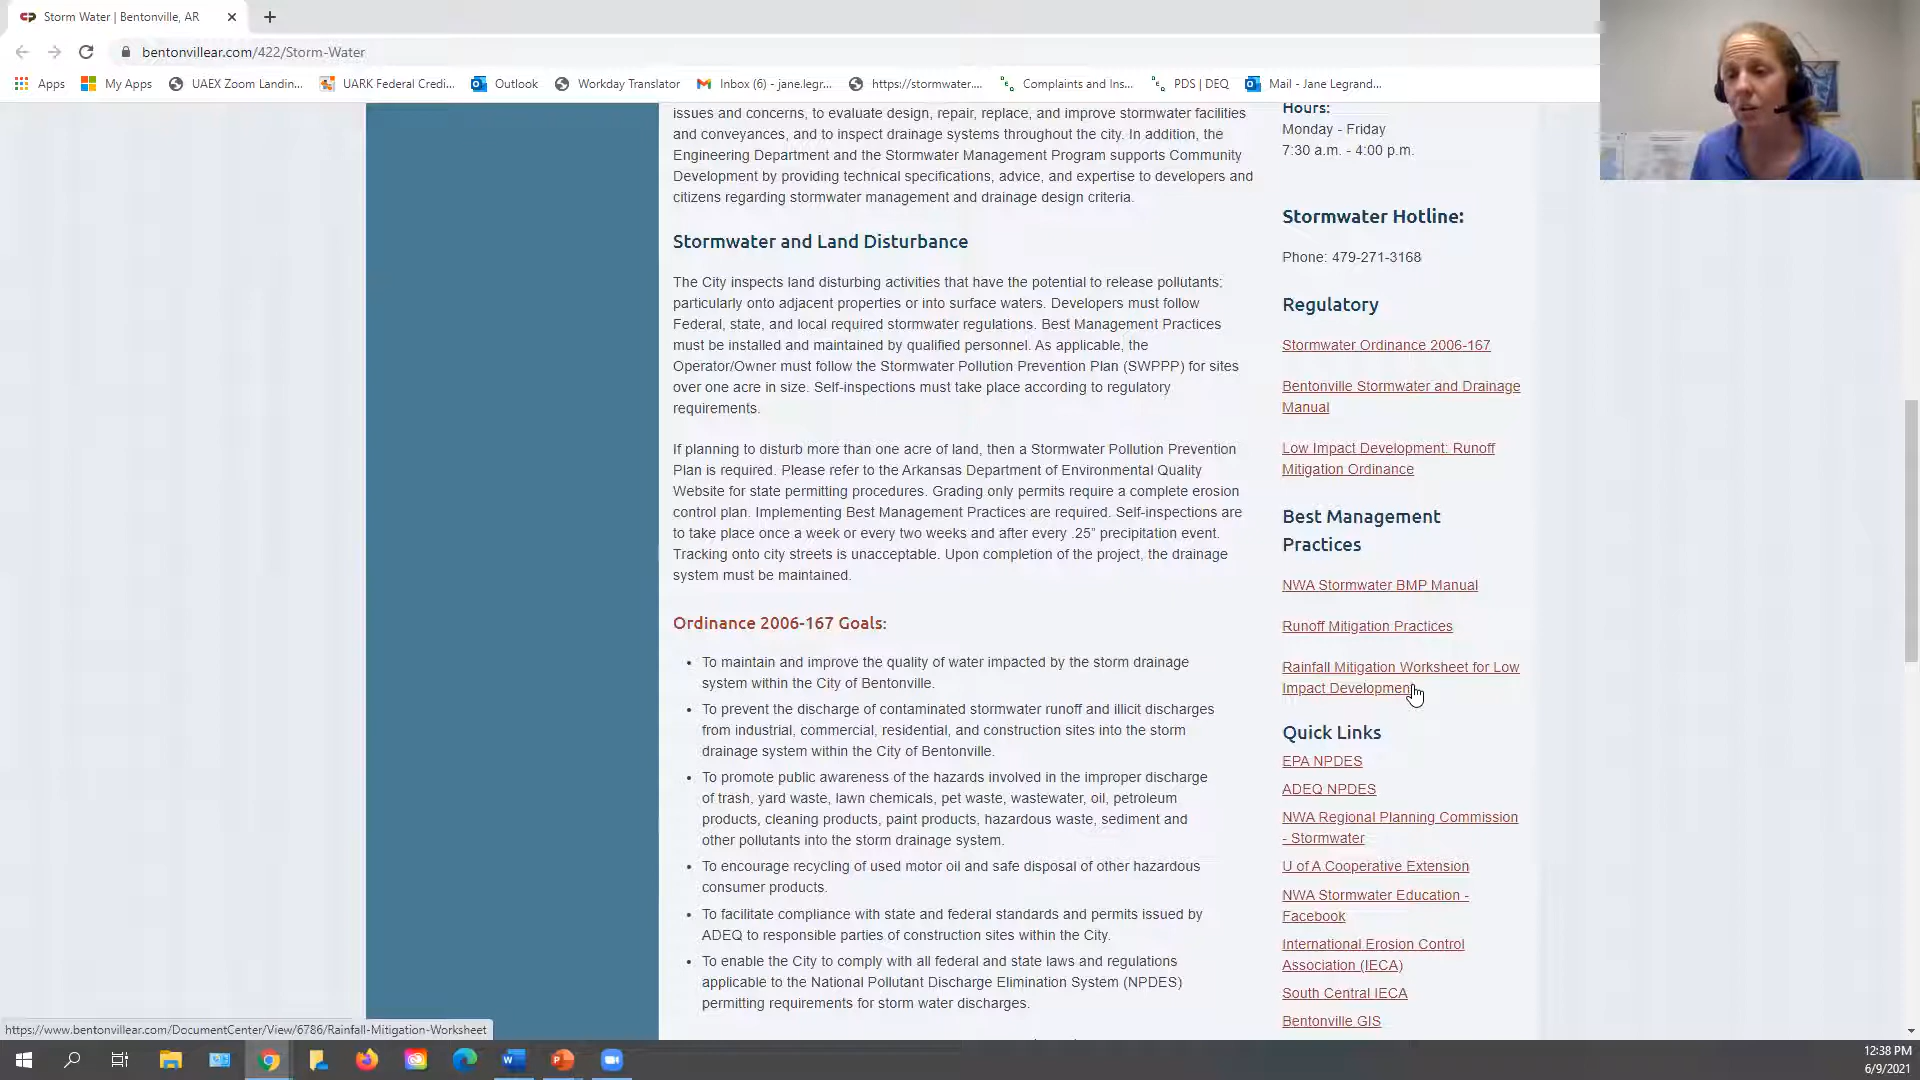 Storm Water | Bentonville, AR
bentonvillear.com/422/Storm-Water
Apps
My Apps
UAEX Zoom Landin...
UARK Federal Credi...
Outlook
Workday Translator
Inbox (6) - jane.legr...
https://stormwater....
Complaints and Ins...
PDS | DEQ
Mail - Jane Legrand...
issues and concerns, to evaluate design, repair, replace, and improve stormwater facilities
and conveyances, and to inspect drainage systems throughout the city. In addition, the
Engineering Department and the Stormwater Management Program supports Community
Development by providing technical specifications, advice, and expertise to developers and
citizens regarding stormwater management and drainage design criteria.
Stormwater and Land Disturbance
The City inspects land disturbing activities that have the potential to release pollutants;
particularly onto adjacent properties or into surface waters. Developers must follow
Federal, state, and local required stormwater regulations. Best Management Practices
must be installed and maintained by qualified personnel. As applicable, the
Operator/Owner must follow the Stormwater Pollution Prevention Plan (SWPPP) for sites
over one acre in size. Self-inspections must take place according to regulatory
requirements.
If planning to disturb more than one acre of land, then a Stormwater Pollution Prevention
Plan is required. Please refer to the Arkansas Department of Environmental Quality
Website for state permitting procedures. Grading only permits require a complete erosion
control plan. Implementing Best Management Practices are required. Self-inspections are
to take place once a week or every two weeks and after every .25" precipitation event.
Tracking onto city streets is unacceptable. Upon completion of the project, the drainage
system must be maintained.
Ordinance 2006-167 Goals:
• To maintain and improve the quality of water impacted by the storm drainage
system within the City of Bentonville.
• To prevent the discharge of contaminated stormwater runoff and illicit discharges
from industrial, commercial, residential, and construction sites into the storm
drainage system within the City of Bentonville.
• To promote public awareness of the hazards involved in the improper discharge
of trash, yard waste, lawn chemicals, pet waste, wastewater, oil, petroleum
products, cleaning products, paint products, hazardous waste, sediment and
other pollutants into the storm drainage system.
• To encourage recycling of used motor oil and safe disposal of other hazardous
consumer products.
• To facilitate compliance with state and federal standards and permits issued by
ADEQ to responsible parties of construction sites within the City.
• To enable the City to comply with all federal and state laws and regulations
applicable to the National Pollutant Discharge Elimination System (NPDES)
permitting requirements for storm water discharges.
Hours:
Monday - Friday
7:30 a.m. - 4:00 p.m.
Stormwater Hotline:
Phone: 479-271-3168
Regulatory
Stormwater Ordinance 2006-167
Bentonville Stormwater and Drainage
Manual
Low Impact Development: Runoff
Mitigation Ordinance
Best Management
Practices
NWA Stormwater BMP Manual
Runoff Mitigation Practices
Rainfall Mitigation Worksheet for Low
Impact Development
Quick Links
EPA NPDES
ADEQ NPDES
NWA Regional Planning Commission
- Stormwater
U of A Cooperative Extension
NWA Stormwater Education -
Facebook
International Erosion Control
Association (IECA)
South Central IECA
Bentonville GIS
https://www.bentonvillear.com/DocumentCenter/View/6786/Rainfall-Mitigation-Worksheet
12:38 PM
6/9/2021